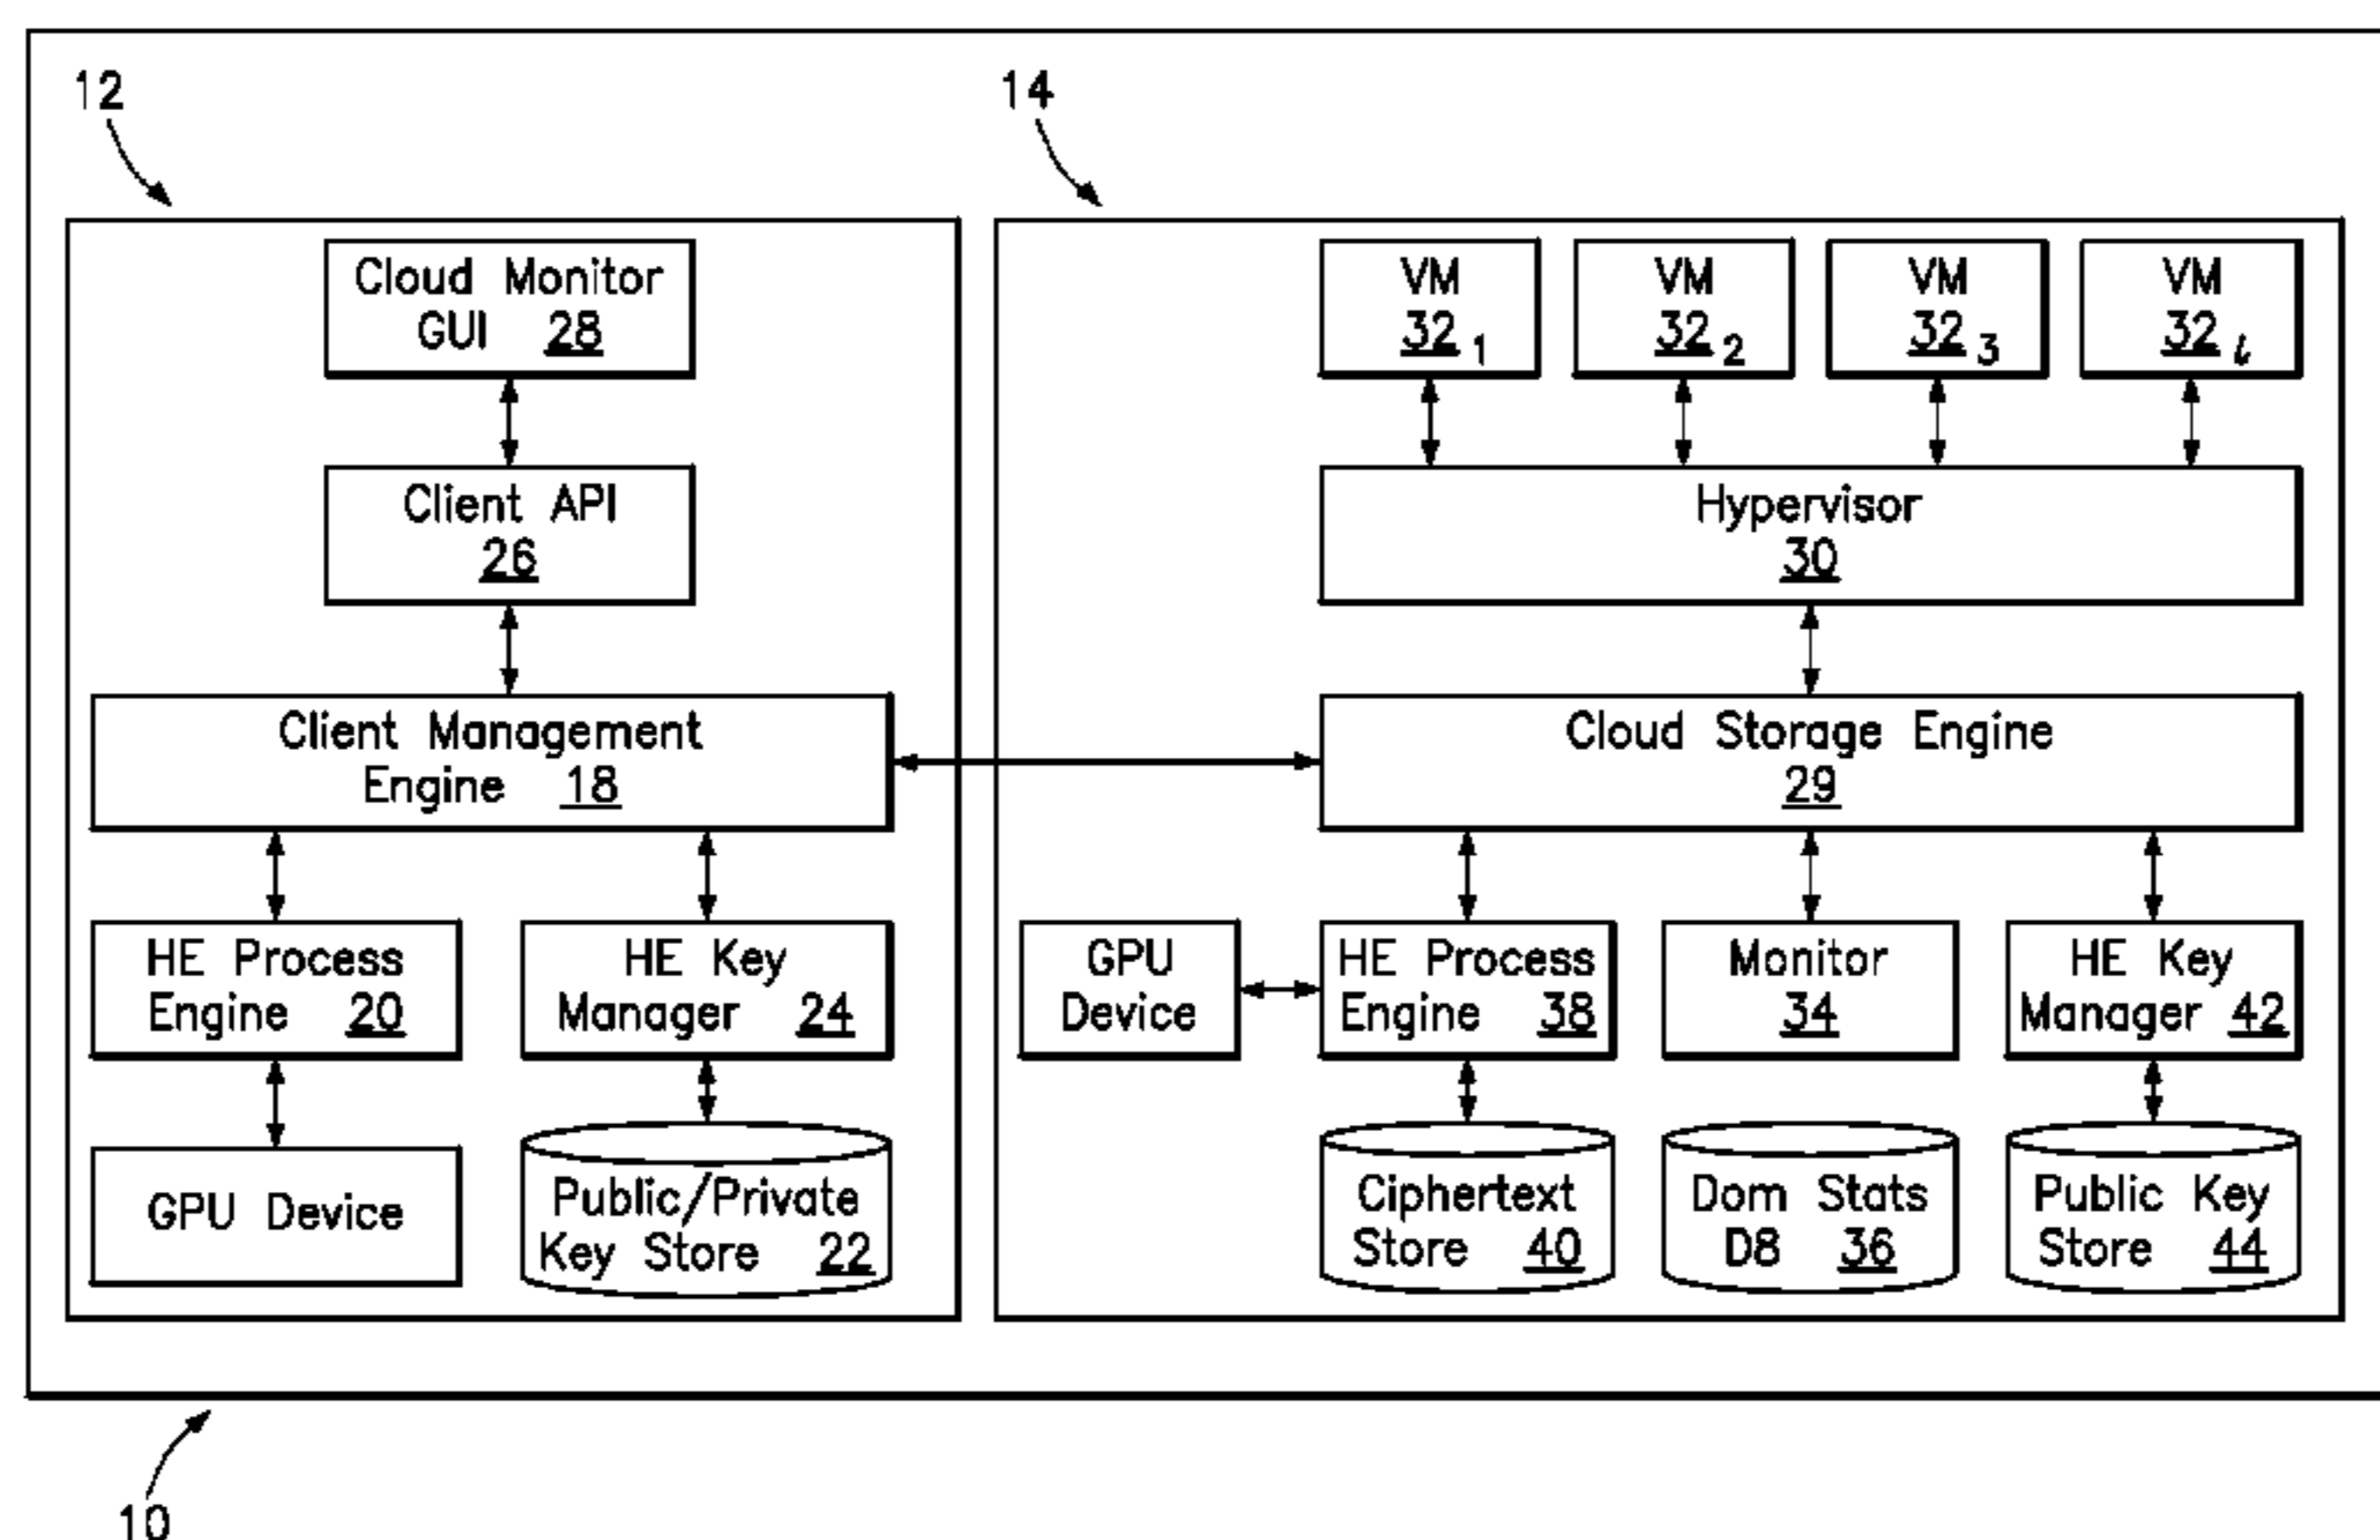 12
14
Cloud Monitor
GUI 28
VM
32 1
VM
32 2
VM
32 3
VM
32
Client API
26
Hypervisor
30
Client Management
Engine 18
Cloud Storage Engine
29
HE Process
Engine 20
HE Key
Manager 24
GPU
Device
HE Process
Engine 38
Monitor
34
HE Key
Manager 42
GPU Device
Public/Private
Key Store 22
Ciphertext
Store 40
Dom Stats
D8 36
Public Key
Store 44
10